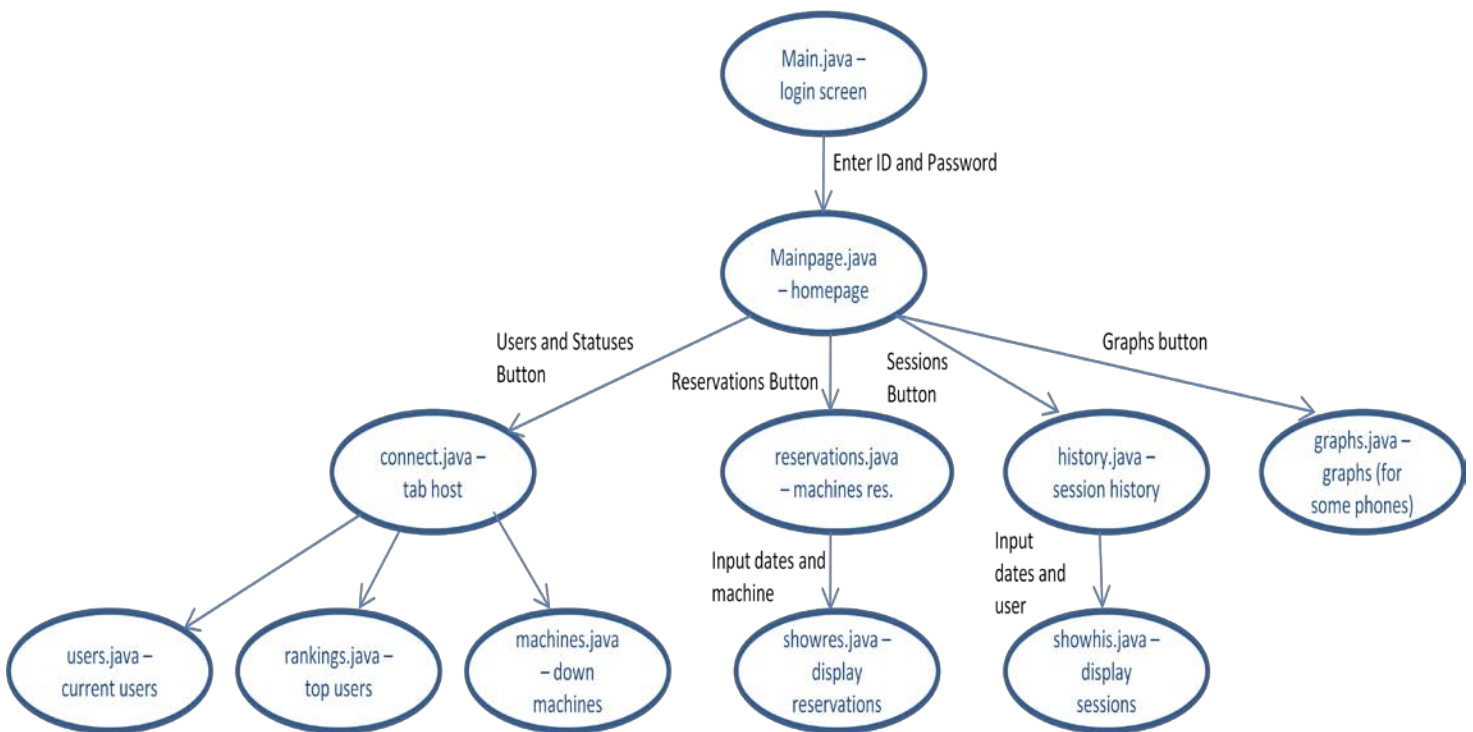 Main.java –
login screen
Enter ID and Password
Mainpage.java
– homepage
Users and Statuses
Button
Reservations Button
Sessions
Button
Graphs button
connect.java –
tab host
reservations.java
– machines res.
history.java –
session history
graphs.java –
graphs (for
some phones)
Input dates and
machine
Input
dates and
user
users.java –
current users
rankings.java –
top users
machines.java
– down
machines
showres.java –
display
reservations
showhis.java –
display
sessions